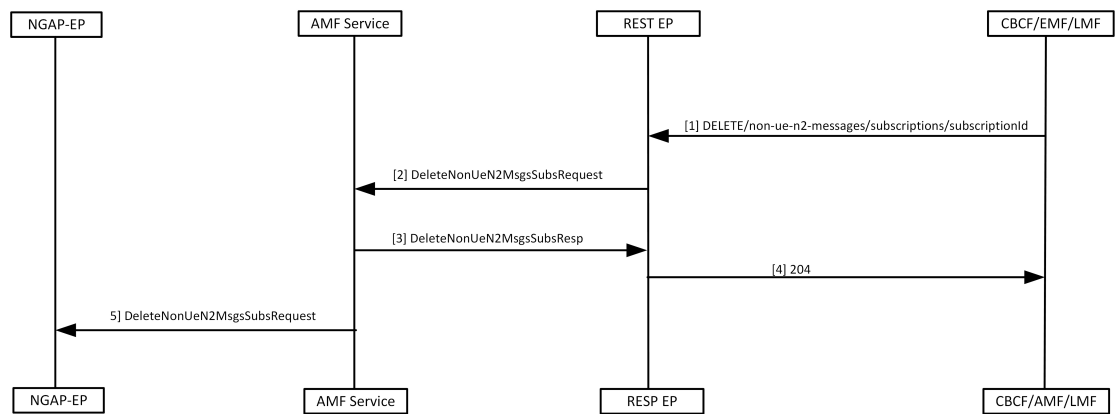 NGAP-EP
AMF Service
REST EP
CBCF/EMF/LMF
[1] DELETE/non-ue-n2-messages/subscriptions/subscriptionId
[2] DeleteNonUeN2MsgsSubsRequest
[3] DeleteNonUeN2MsgsSubsResp
[4] 204
5] DeleteNonUeN2MsgsSubsRequest
NGAP-EP
AMF Service
RESP EP
CBCF/AMF/LMF